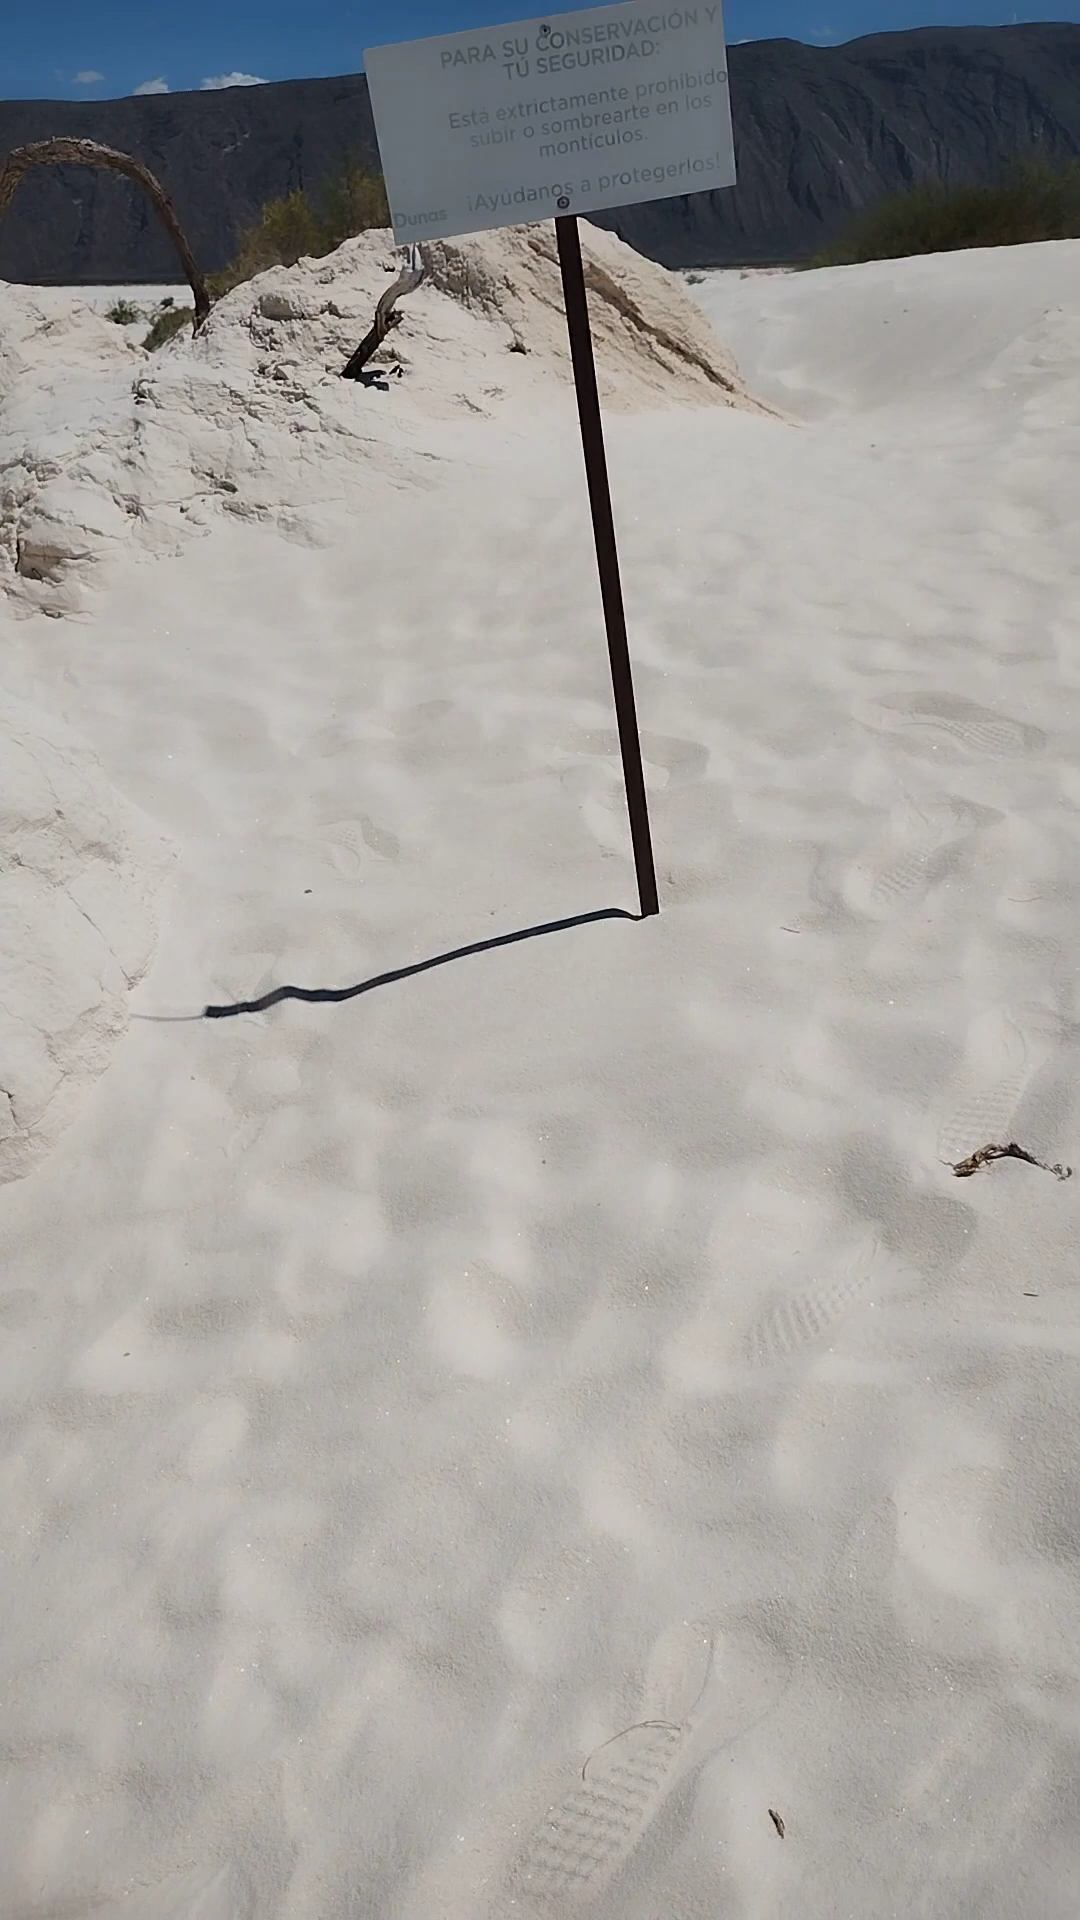 PARA SU CONSERVACIÓN Y
TÚ SEGURIDAD:
Está extrictamente prohibido
subir o sombrearte en los
montículos.
¡Ayúdanos a protegerlos!
Dunas